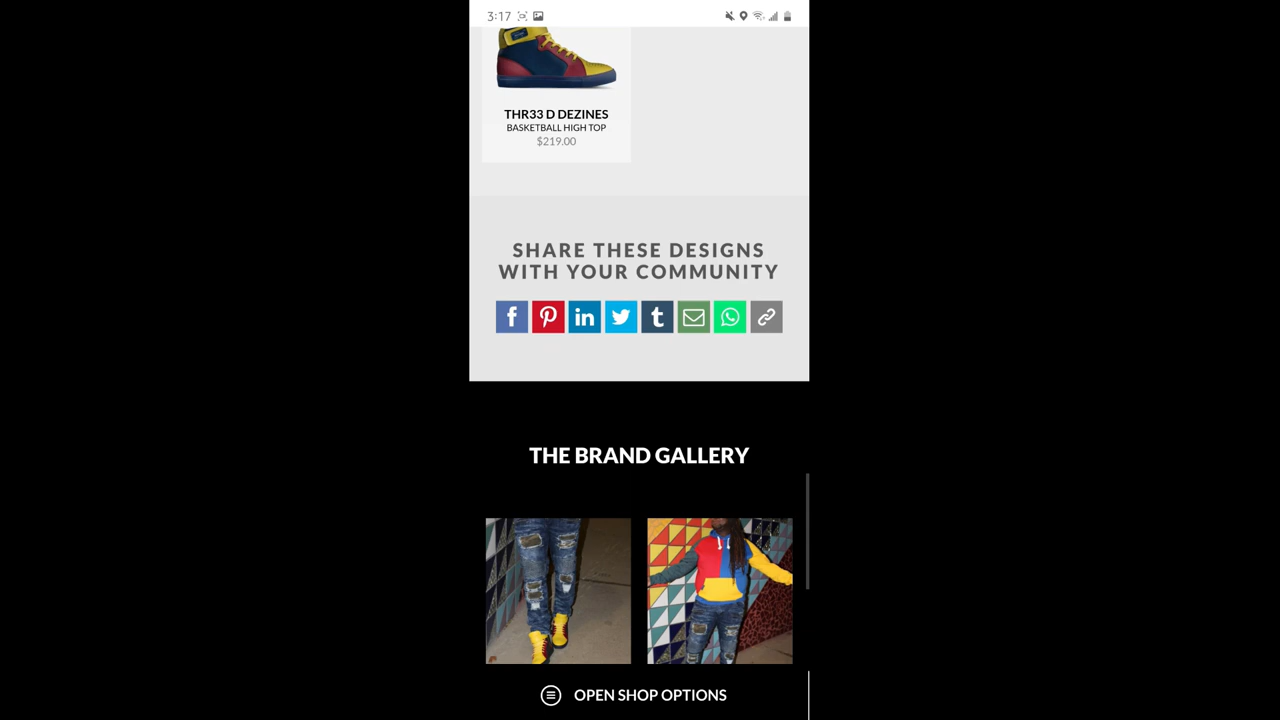 3:17
THR33 D DEZINES
BASKETBALL HIGH TOP
$219.00
SHARE THESE DESIGNS
WITH YOUR COMMUNITY
THE BRAND GALLERY
OPEN SHOP OPTIONS